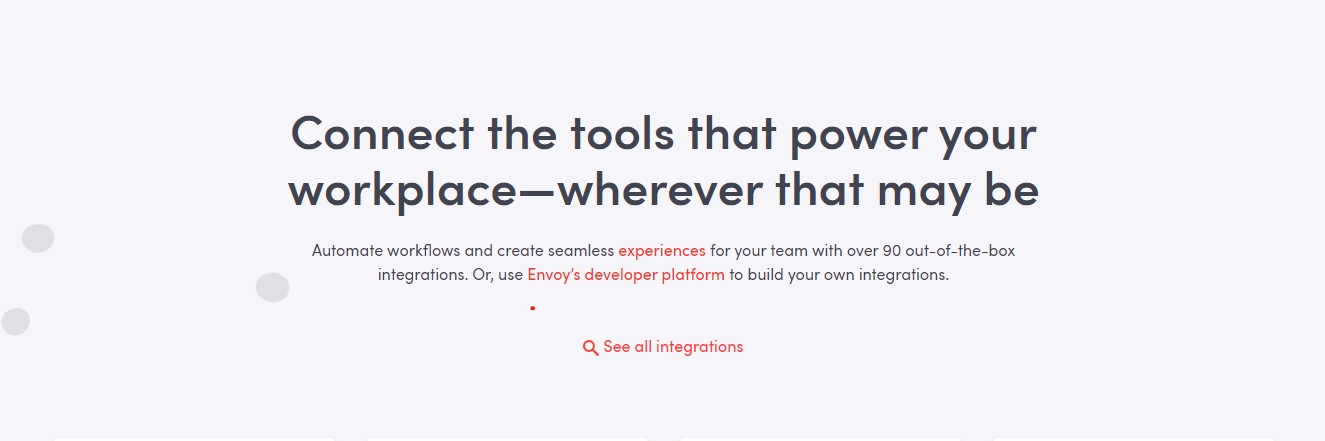 Connect the tools that power your
workplace—wherever that may be
Automate workflows and create seamless experiences for your team with over 90 out-of-the-box
integrations. Or, use Envoy’s developer platform to build your own integrations.
See all integrations